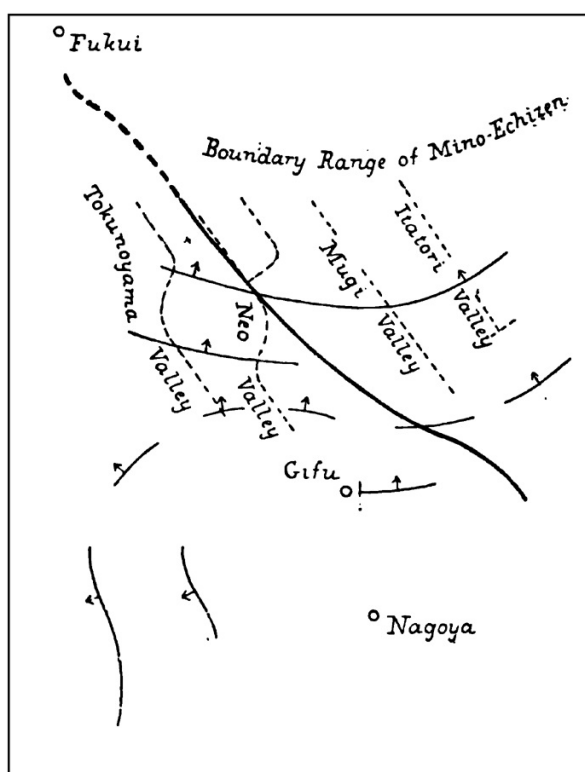 Fukui
Boundary Range of Mino-Echizen
Tokunoyama
Valley
Neo
Valley
Mugi
Valley
Itatori
Valley
Gifu
Nagoya